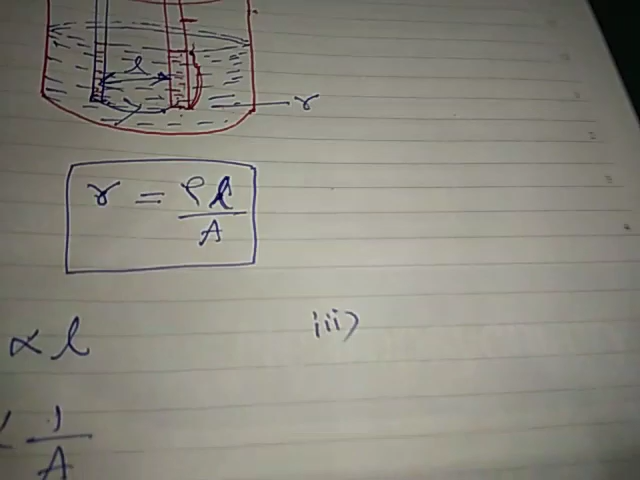 l
r
r = ρl/A
∝ l
iii)
∝ 1/A